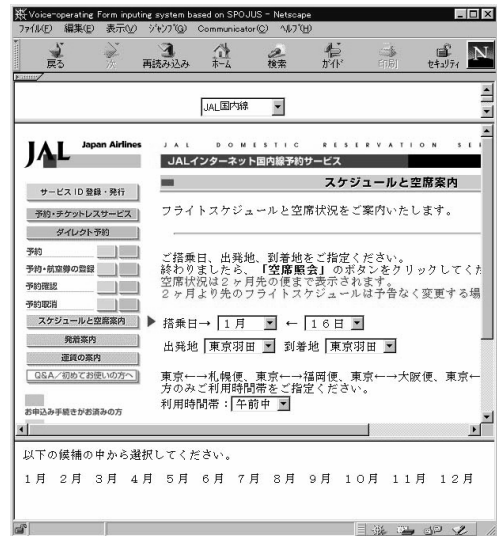 Voice-operating Form inputing system based on SPOJUS - Netscape
ファイル(F) 編集(E) 表示(V) ジャンプ(G) Communicator(C) ヘルプ(H)
戻る 次 再読み込み ホーム 検索 ガイド 印刷 セキュリティ N
JAL国内線
JAL Japan Airlines
JAL DOMESTIC RESERVATION
JALインターネット国内線予約サービス
スケジュールと空席案内
サービス ID 登録・発行
予約・チケットレスサービス
ダイレクト予約
予約
予約・航空券の登録
予約確認
予約取消
スケジュールと空席案内
発着案内
運賃の案内
Q&A/初めてお使いの方へ
お申込み手続きがお済みの方
フライトスケジュールと空席状況をご案内いたします。
ご搭乗日、出発地、到着地をご指定ください。
終わりましたら、「空席照会」のボタンをクリックしてくだ
空席状況は2ヶ月先の便まで表示されます。
2ヶ月より先のフライトスケジュールは予告なく変更する場
搭乗日→ 1月 ← 16日
出発地 東京羽田 到着地 東京羽田
東京←→札幌便、東京←→福岡便、東京←→大阪便、東京←
方のみご利用時間帯をご指定ください。
利用時間帯：午前中
以下の候補の中から選択してください。
1月 2月 3月 4月 5月 6月 7月 8月 9月 10月 11月 12月